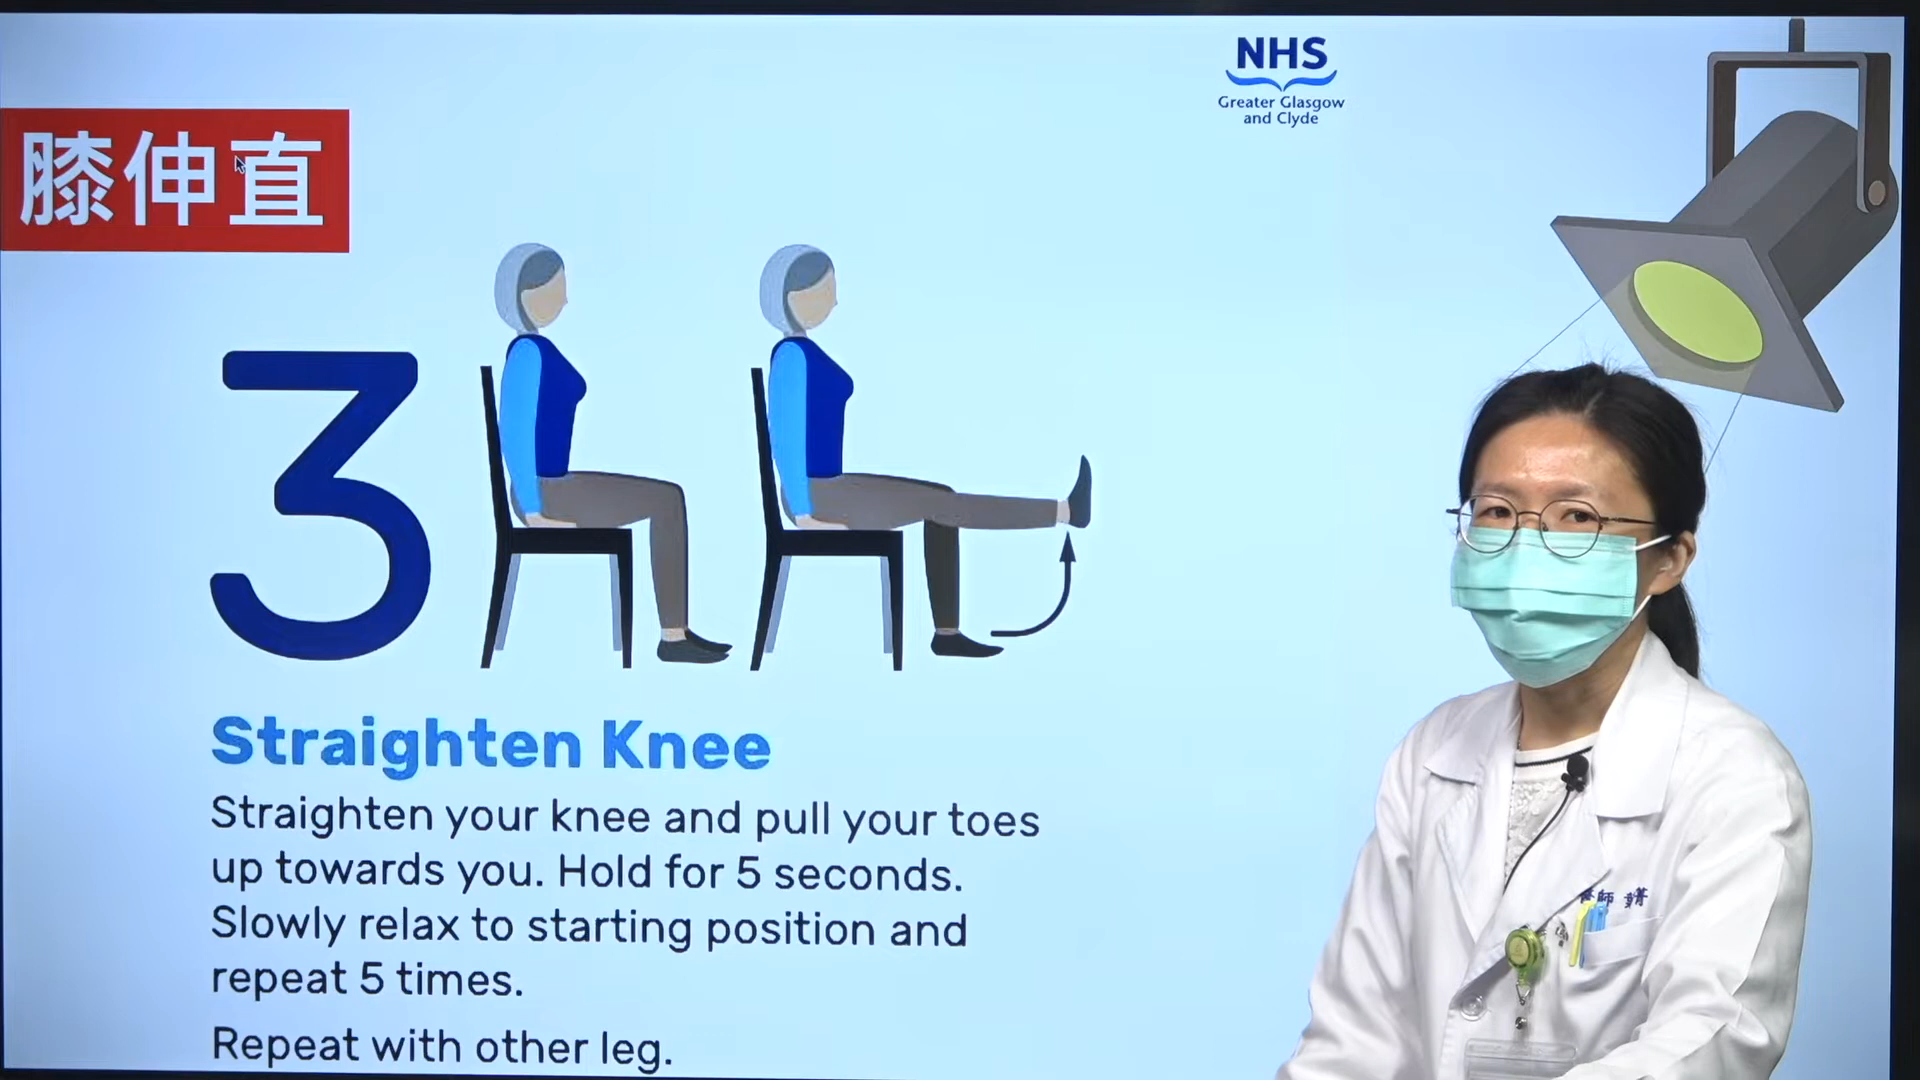 NHS
Greater Glasgow
and Clyde
膝伸直
3
Straighten Knee
Straighten your knee and pull your toes
up towards you. Hold for 5 seconds.
Slowly relax to starting position and
repeat 5 times.
Repeat with other leg.
醫師